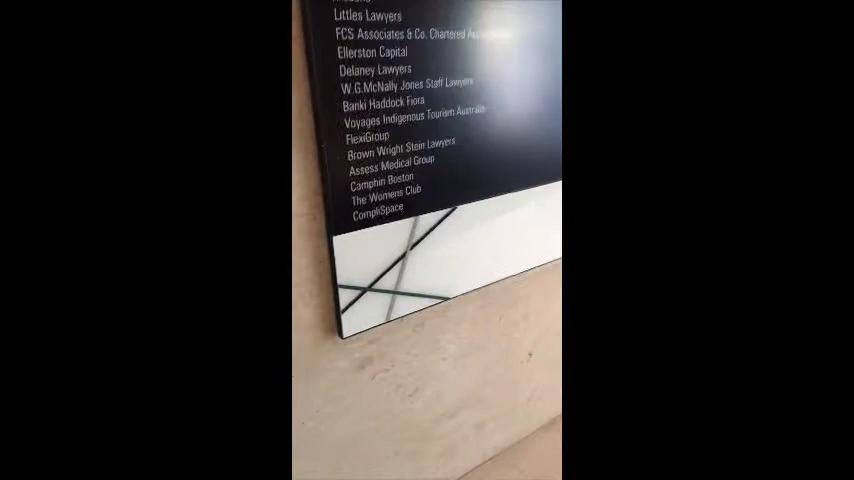 Littles Lawyers
FCS Associates & Co. Chartered
Ellerston Capital
Delaney Lawyers
W.G.McNally Jones Staff Lawyers
Banki Haddock Fiora
Voyages Indigenous Tourism Australia
FlexiGroup
Brown Wright Stein Lawyers
Assess Medical Group
Camphin Boston
The Womens Club
CompliSpace